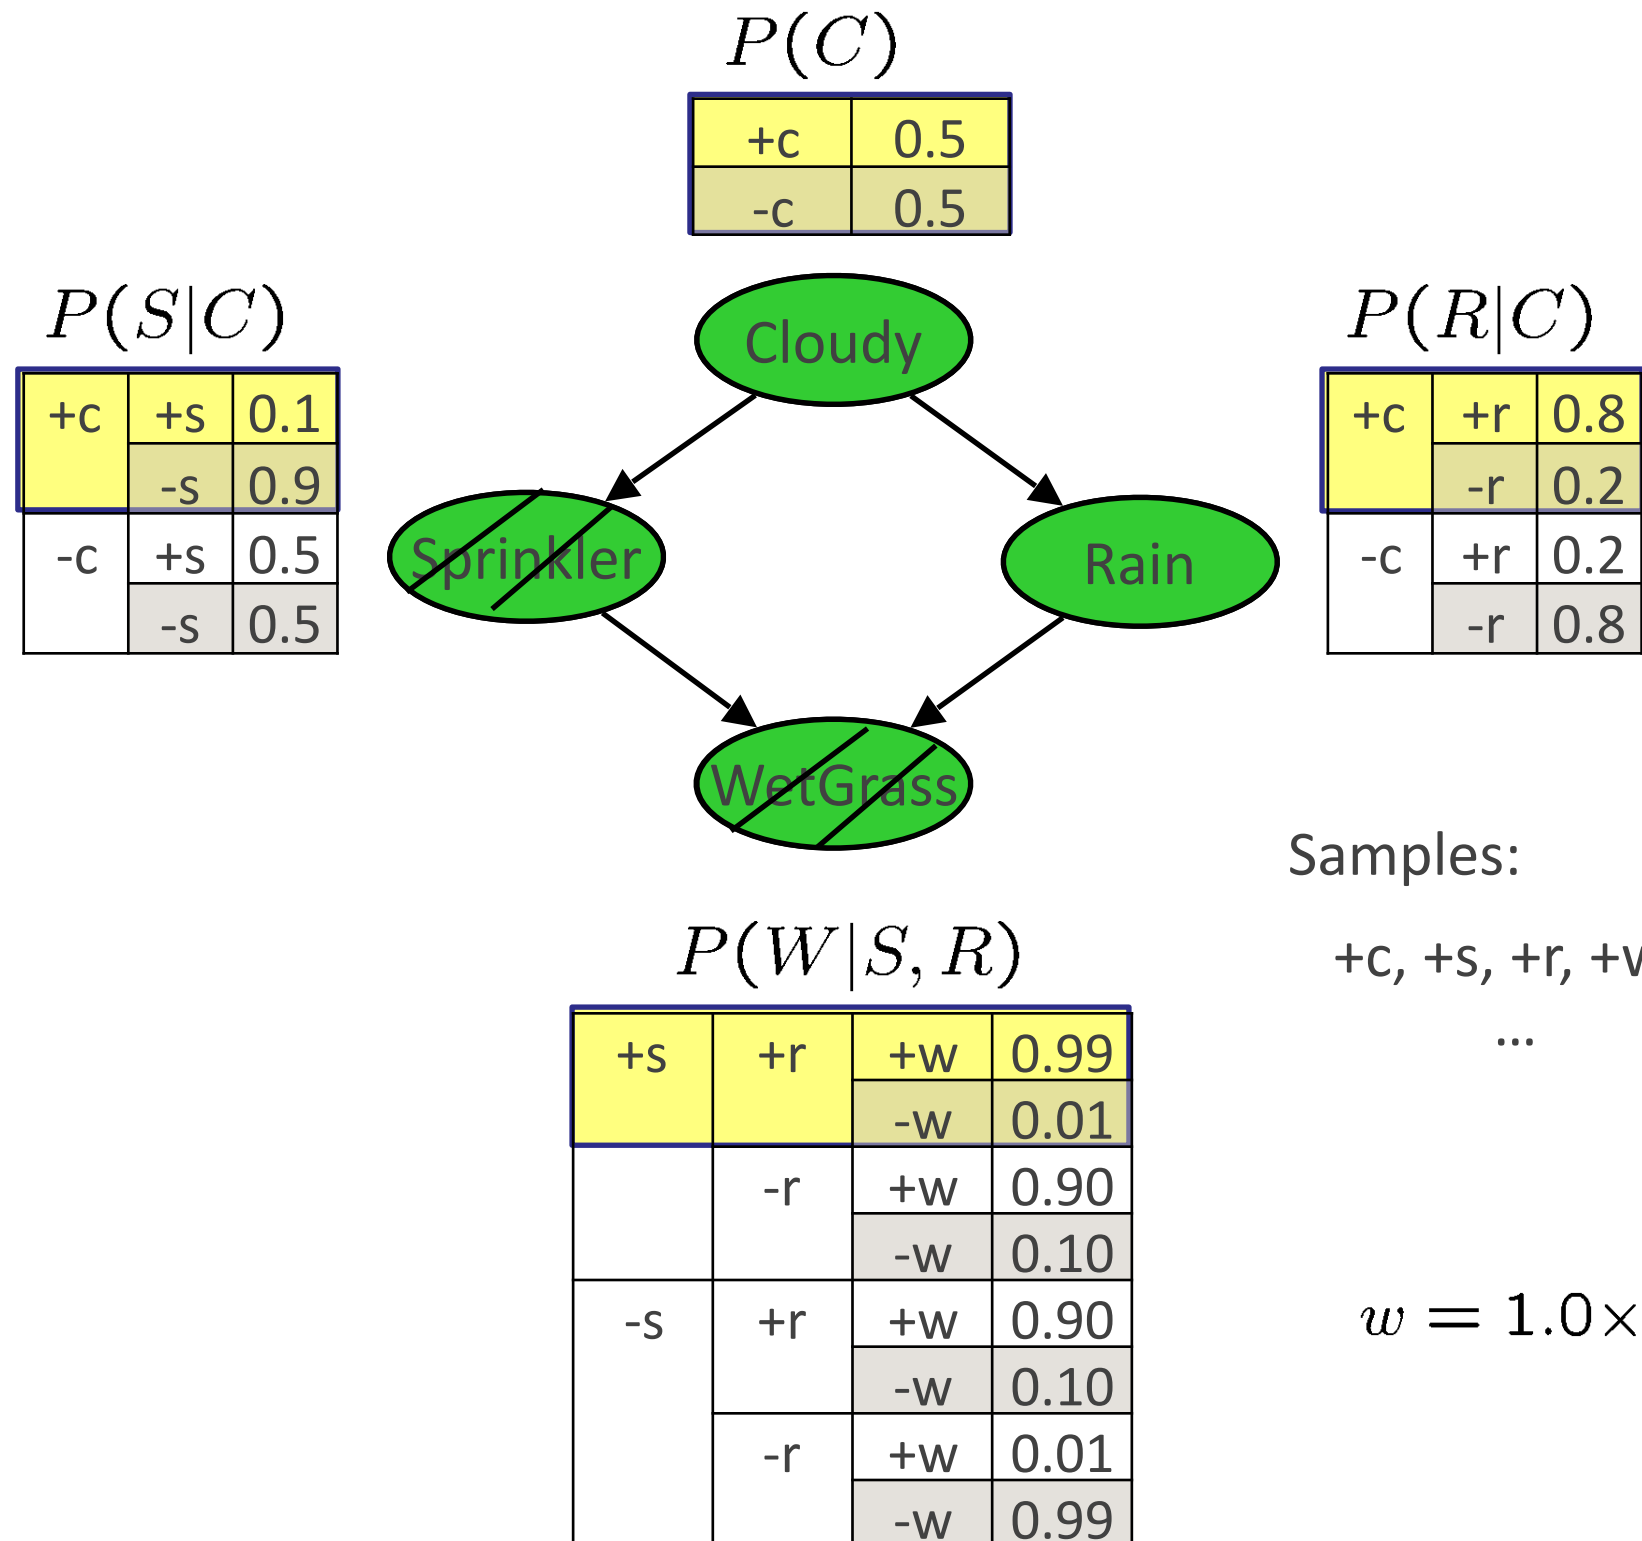 P(C)
+c 0.5
-c 0.5
P(S|C)
+c +s 0.1
-s 0.9
-c +s 0.5
-s 0.5
Cloudy
P(R|C)
+c +r 0.8
-r 0.2
-c +r 0.2
-r 0.8
Sprinkler
Rain
WetGrass
Samples:
+c, +s, +r,
...
P(W|S, R)
+s +r +w 0.99
-w 0.01
-r +w 0.90
-w 0.10
-s +r +w 0.90
-w 0.10
-r +w 0.01
-w 0.99
w = 1.0×